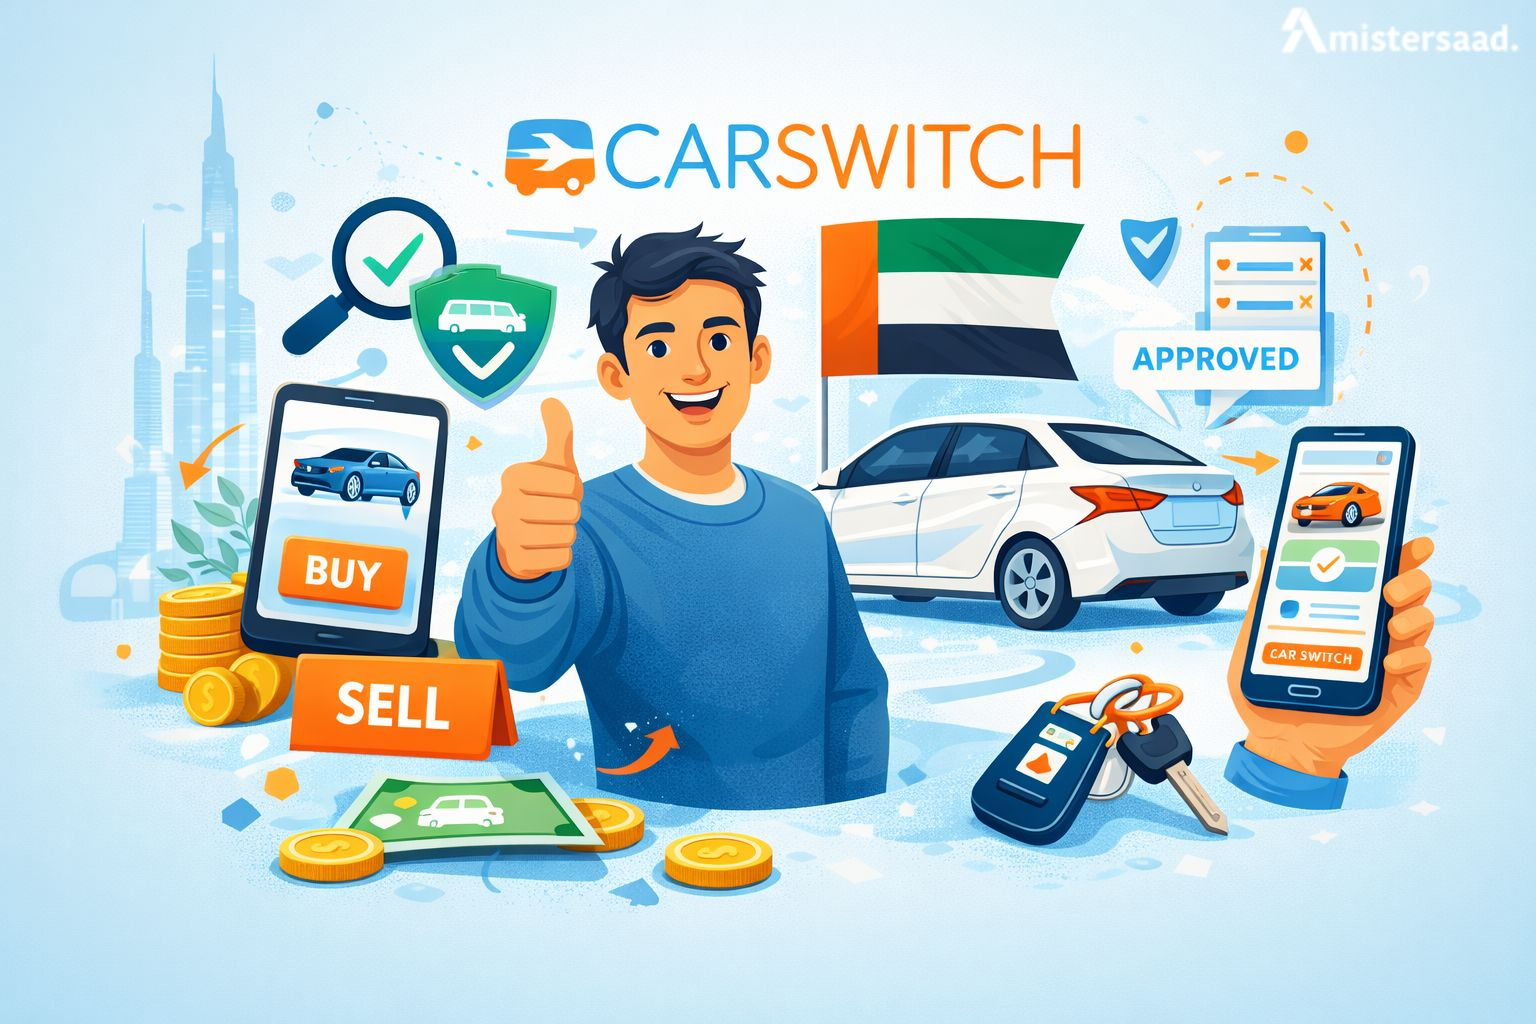 Amistersaad.
CARSWITCH
APPROVED
BUY
CAR SWITCH
SELL